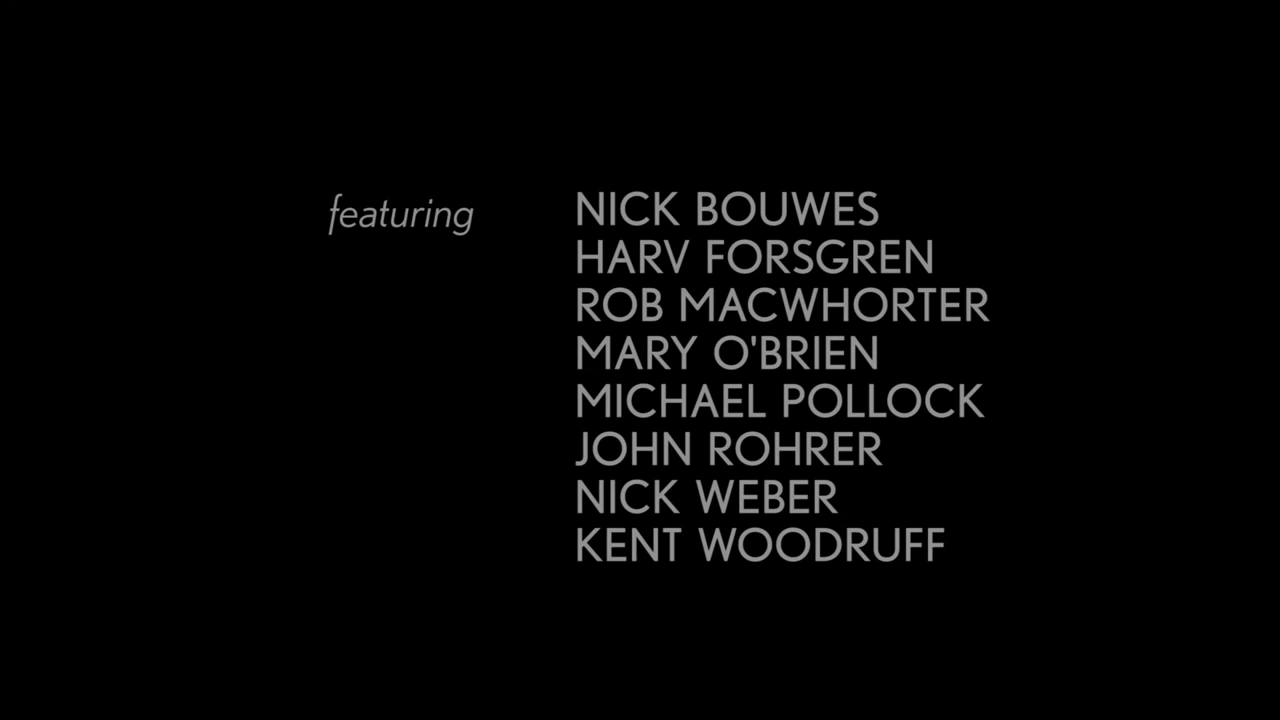 featuring
NICK BOUWES
HARV FORSGREN
ROB MACWHORTER
MARY O'BRIEN
MICHAEL POLLOCK
JOHN ROHRER
NICK WEBER
KENT WOODRUFF